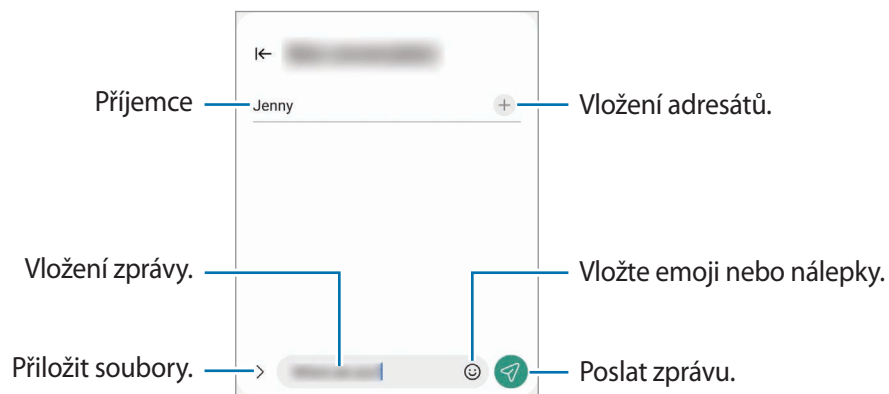 Příjemce
Jenny
Vložení adresátů.
Vložení zprávy.
Vložte emoji nebo nálepky.
Přiložit soubory.
Poslat zprávu.